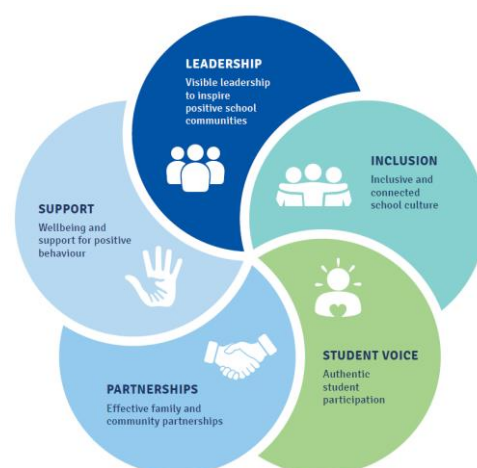 LEADERSHIP
Visible leadership
to inspire
positive school
communities
INCLUSION
Inclusive and
connected
school culture
STUDENT VOICE
Authentic
student
participation
PARTNERSHIPS
Effective family and
community partnerships
SUPPORT
Wellbeing and
support for positive
behaviour